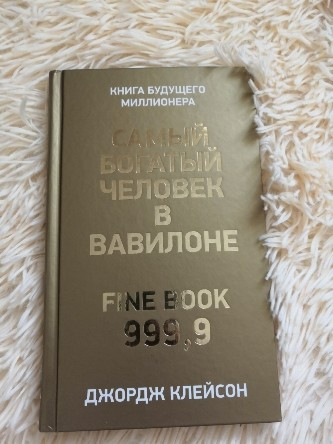 КНИГА БУДУЩЕГО
МИЛЛИОНЕРА
САМЫЙ
БОГАТЫЙ
ЧЕЛОВЕК
В
ВАВИЛОНЕ
FINE BOOK
999,9
ДЖОРДЖ КЛЕЙСОН